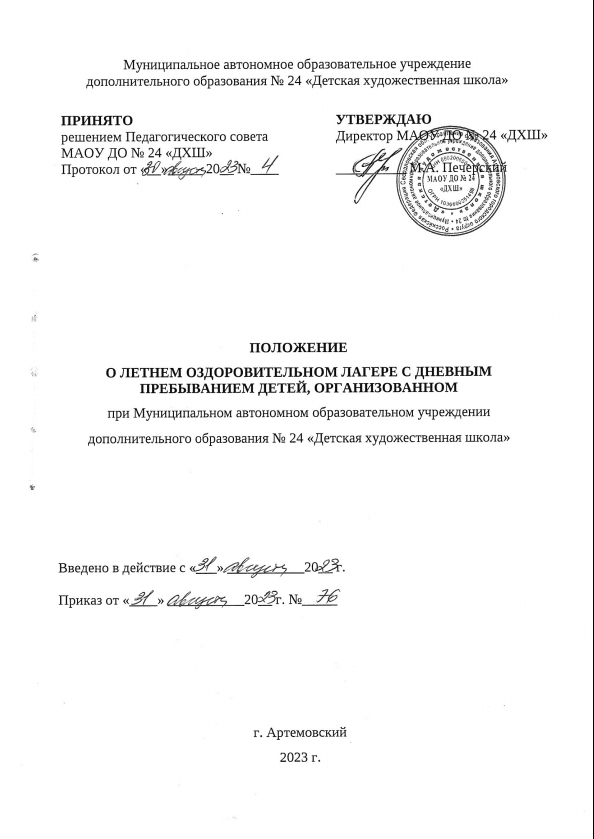 Муниципальное автономное образовательное учреждение
дополнительного образования № 24 «Детская художественная школа»
ПРИНЯТО
решением Педагогического совета
МАОУ ДО № 24 «ДХШ»
Протокол от «30 » августа 2023 № 4
УТВЕРЖДАЮ
Директор МАОУ ДО № 24 «ДХШ»
М.А. Печерский
МАОУ ДО № 24
«ДХШ»
ПОЛОЖЕНИЕ
О ЛЕТНЕМ ОЗДОРОВИТЕЛЬНОМ ЛАГЕРЕ С ДНЕВНЫМ
ПРЕБЫВАНИЕМ ДЕТЕЙ, ОРГАНИЗОВАННОМ
при Муниципальном автономном образовательном учреждении
дополнительного образования № 24 «Детская художественная школа»
Введено в действие с «31» августа 2023 г.
Приказ от « 31 » августа 2023 г. № 76
г. Артемовский
2023 г.